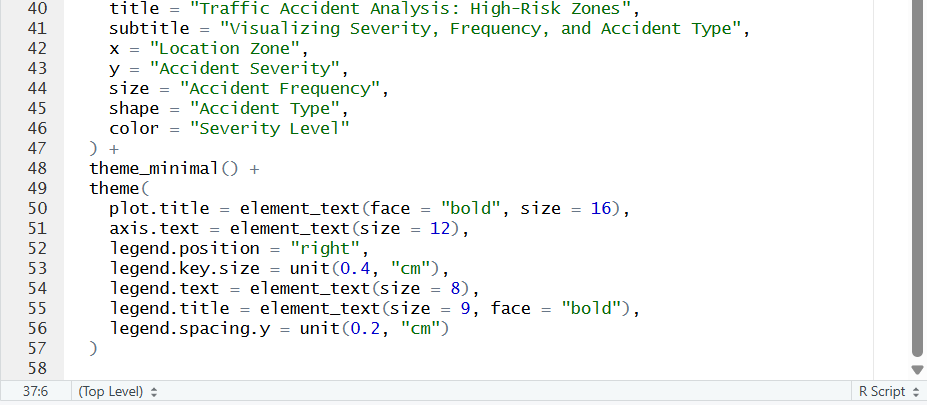 40 title = "Traffic Accident Analysis: High-Risk Zones",
41 subtitle = "Visualizing Severity, Frequency, and Accident Type",
42 x = "Location Zone",
43 y = "Accident Severity",
44 size = "Accident Frequency",
45 shape = "Accident Type",
46 color = "Severity Level"
47 ) +
48 theme_minimal() +
49 theme(
50 plot.title = element_text(face = "bold", size = 16),
51 axis.text = element_text(size = 12),
52 legend.position = "right",
53 legend.key.size = unit(0.4, "cm"),
54 legend.text = element_text(size = 8),
55 legend.title = element_text(size = 9, face = "bold"),
56 legend.spacing.y = unit(0.2, "cm")
57 )
58
37:6 (Top Level) R Script